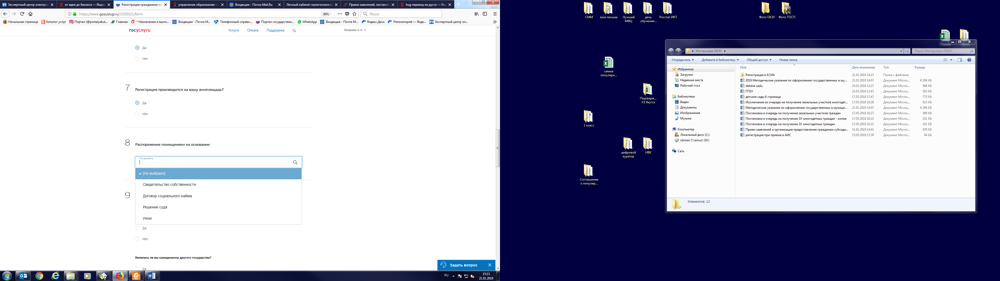 Экспертный центр электрон
от идеи до бизнеса — Яндек
Регистрация гражданина по
управление образования —
Входящие - Почта Mail.Ru
Личный кабинет налогоплатель
Прием заявлений, постанов
hug перевод на русск — Янд
https://www.gosuslugi.ru/10050/1/form
80%
Поиск
Начальная страница
Каталог услуг
Портал (@portalyakut...
Главная
* Назначение и выпл...
Входящие — Почта М...
Телефонный справо...
Портал государствен...
WhatsApp
Входящие — Почта М...
Яндекс.Диск
Репозиторий — Янде...
Экспертный центр эл...
госуслуги
Услуги
Оплата
Поддержка
Лазарева А.А.
Да
Нет
7
Регистрация производится на вашу жилплощадь?
Да
Нет
8
Распоряжение помещением на основании
Тип документа
[Не выбрано]
Свидетельство собственности
9
Договор социального найма
Решение суда
Иное
Да
Нет
Являлись ли вы гражданином другого государства?
Да
Задать вопрос
RU
15:13
21.01.2019
СММ
мои письма
Лучший
МФЦ
день
обучения...
Росстат ИКТ
Фото ОКЭУ
Фото ТОСП
самые
популярн...
Подтверж...
УЗ Якутск
1 класс
цифровой
куратор
НВК
Соглашения
о популяр...
Инструкции ОКЭУ
Поиск: Инструкции ОКЭУ
Упорядочить
Добавить в библиотеку
Общий доступ
Новая папка
Избранное
Загрузки
Недавние места
Рабочий стол
Библиотеки
Видео
Документы
Изображения
Музыка
Компьютер
Локальный диск (C:)
obmen (\\amur) (W:)
Сеть
Имя Дата изменения Тип Размер
Регистрация в ЕСИА 21.01.2019 14:15 Папка с файлами
2019 Методические указания по оформлению государственных и му... 21.01.2019 14:07 Документ Micros... 8 294 КБ
detskie sadu 25.03.2018 13:27 Документ Micros... 568 КБ
ГПЗУ 25.03.2018 12:47 Документ Micros... 563 КБ
детские сады 4 страница 17.05.2018 17:47 Документ Micros... 773 КБ
Исключение из очереди на получение земельных участков многодет... 17.05.2018 10:26 Документ Micros... 415 КБ
Методические указания по оформлению государственных и муници... 21.01.2019 14:07 Документ Micros... 8 294 КБ
Постановка в очередь на получение земельных участков граждан 17.05.2018 10:27 Документ Micros... 380 КБ
Постановка в очередь на получение ЗУ многодетных граждан - копия 17.05.2018 10:21 Документ Micros... 101 КБ
Постановка в очередь на получение ЗУ многодетных граждан 17.05.2018 10:21 Документ Micros... 101 КБ
Прием заявлений и организация предоставления гражданам субсиди... 21.01.2019 14:41 Документ Micros... 970 КБ
регистрация при приеме в АИС 15.05.2018 17:30 Документ Micros... 64 КБ
Элементов: 12